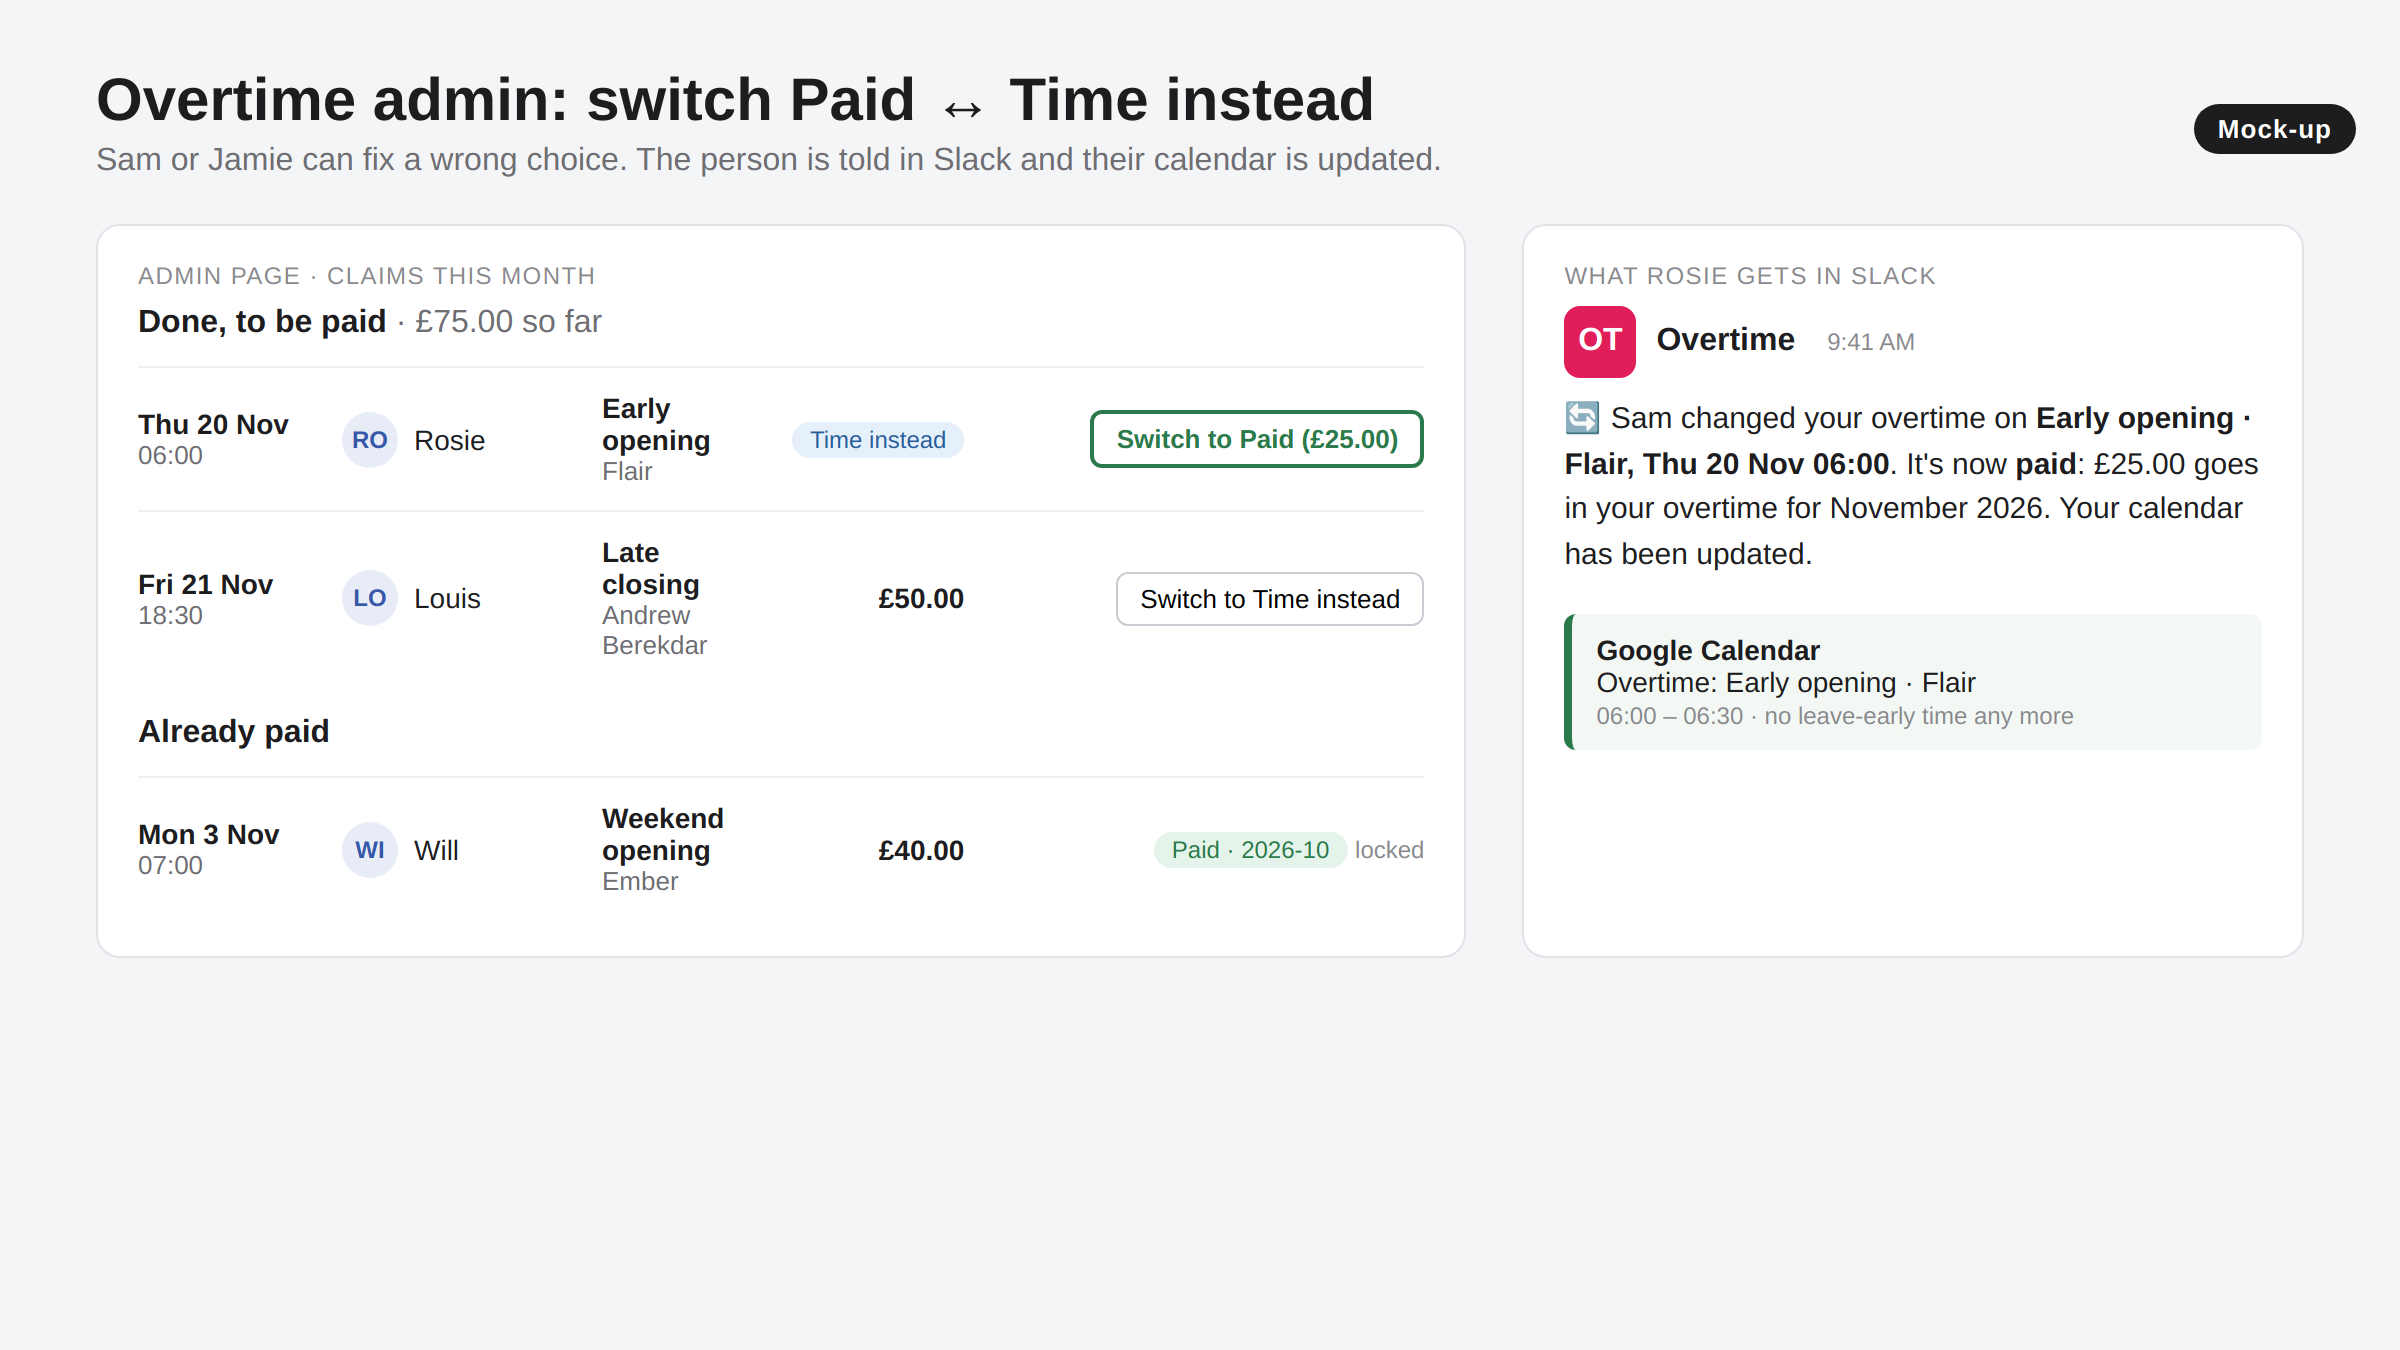 Overtime admin: switch Paid ↔ Time instead
Sam or Jamie can fix a wrong choice. The person is told in Slack and their calendar is updated.
Mock-up
ADMIN PAGE · CLAIMS THIS MONTH
Done, to be paid · £75.00 so far
Thu 20 Nov
06:00
RO
Rosie
Early
opening
Flair
Time instead
Switch to Paid (£25.00)
Fri 21 Nov
18:30
LO
Louis
Late
closing
Andrew
Berekdar
£50.00
Switch to Time instead
Already paid
Mon 3 Nov
07:00
WI
Will
Weekend
opening
Ember
£40.00
Paid · 2026-10
locked
WHAT ROSIE GETS IN SLACK
OT
Overtime 9:41 AM
🔄 Sam changed your overtime on Early opening ·
Flair, Thu 20 Nov 06:00. It's now paid: £25.00 goes
in your overtime for November 2026. Your calendar
has been updated.
Google Calendar
Overtime: Early opening · Flair
06:00 – 06:30 · no leave-early time any more